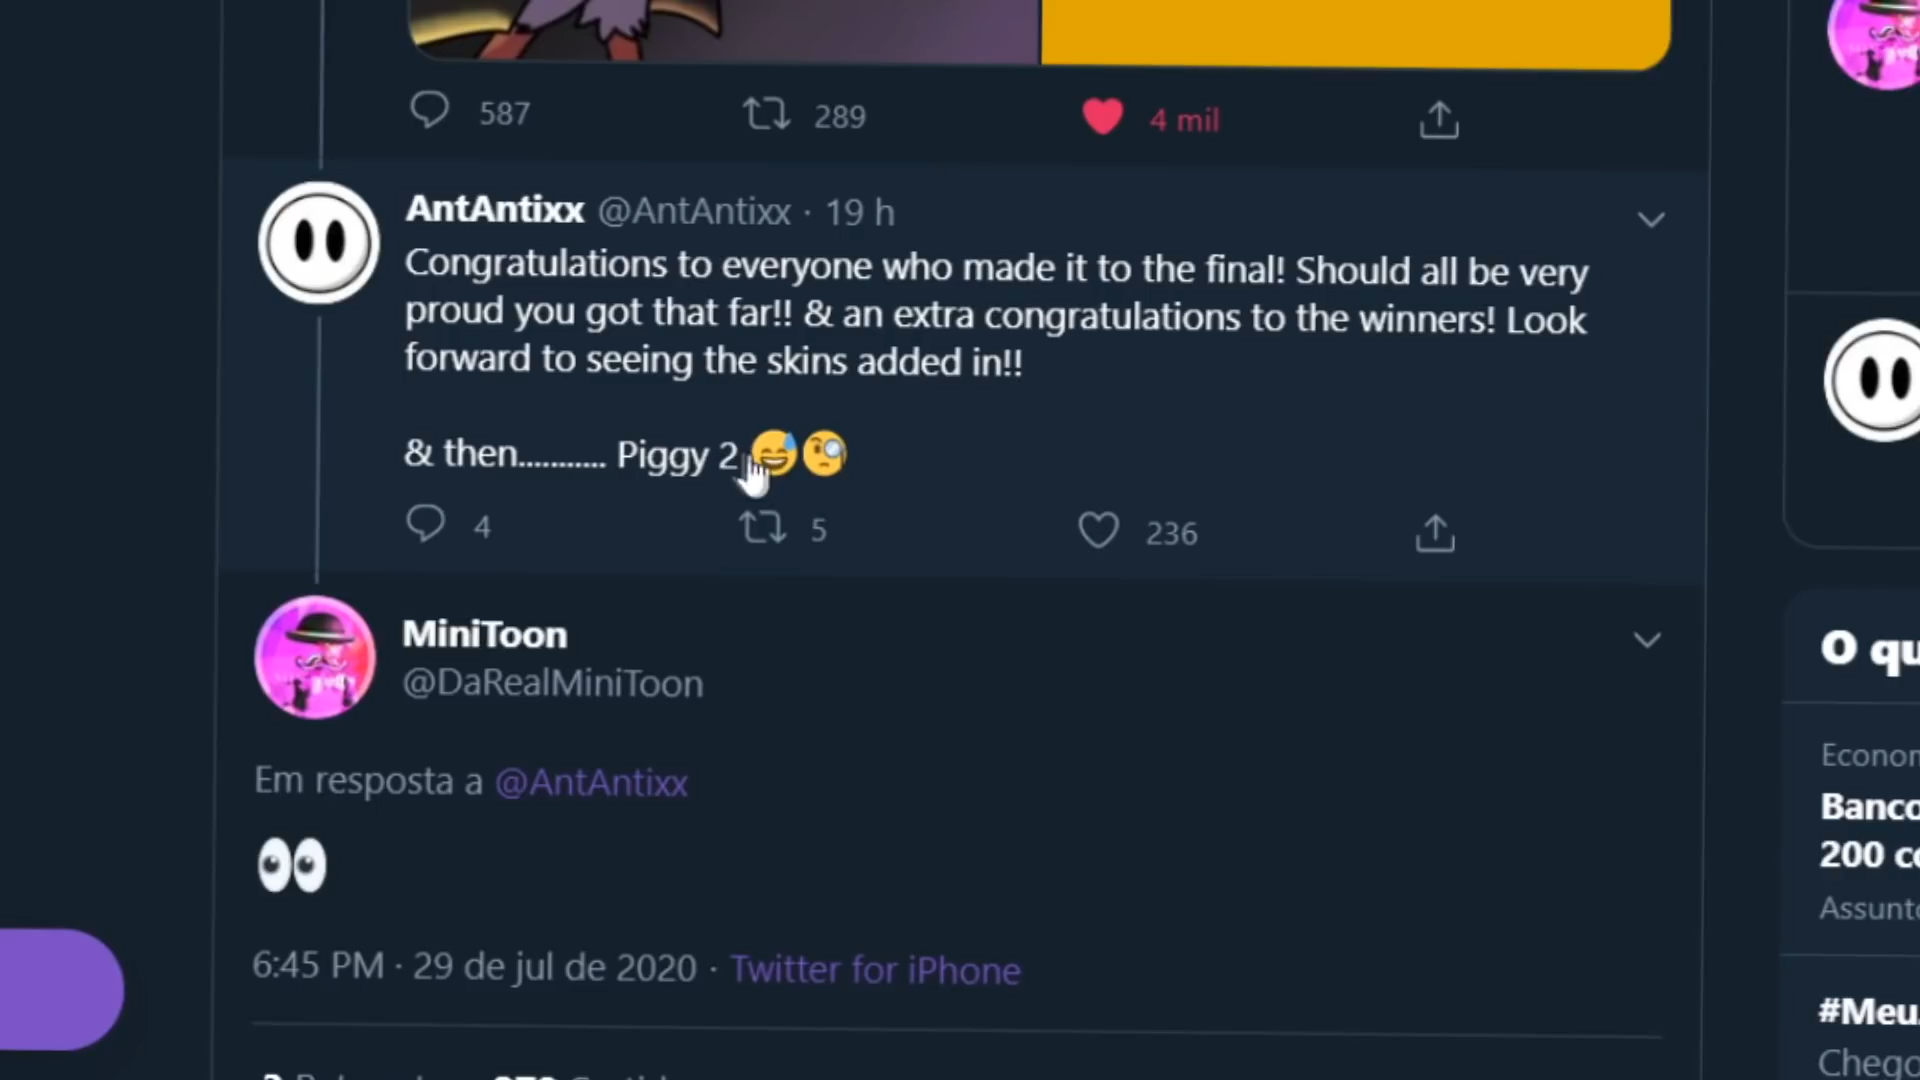 587 289 4 mil
AntAntixx @AntAntixx · 19 h
Congratulations to everyone who made it to the final! Should all be very
proud you got that far!! & an extra congratulations to the winners! Look
forward to seeing the skins added in!!
& then........... Piggy 2 😅🧐
4 5 236
MiniToon
@DaRealMiniToon
Em resposta a @AntAntixx
👀
6:45 PM · 29 de jul de 2020 · Twitter for iPhone
O qu
Econom
Banco
200 co
Assunto
#MeuJ
Chego